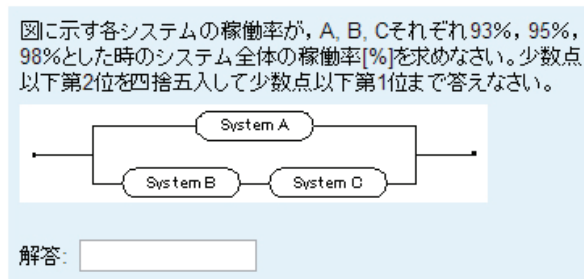 図に示す各システムの稼働率が，A, B, Cそれぞれ93%，95%，
98%とした時のシステム全体の稼働率[%]を求めなさい。少数点
以下第2位を四捨五入して少数点以下第1位まで答えなさい。
System A
System B
System C
解答: